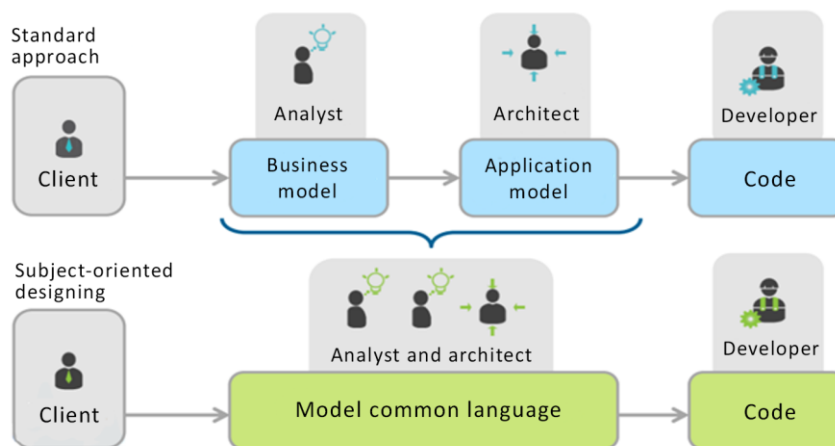 Standard
approach
Client
Analyst
Business
model
Architect
Application
model
Developer
Code
Subject-oriented
designing
Client
Analyst and architect
Model common language
Developer
Code